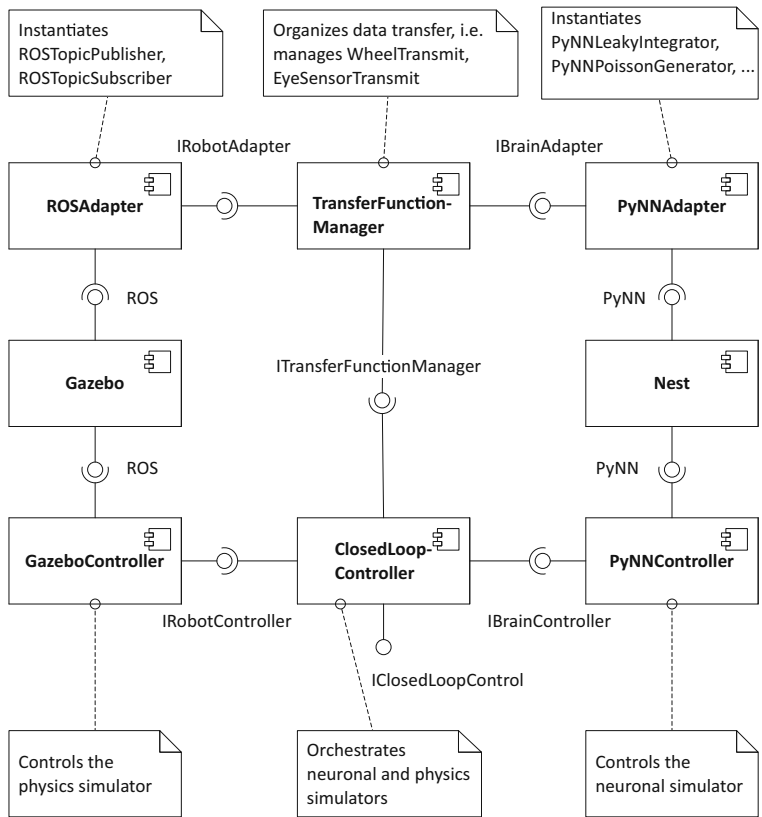 Instantiates
ROSTopicPublisher,
ROSTopicSubscriber
Organizes data transfer, i.e.
manages WheelTransmit,
EyeSensorTransmit
Instantiates
PyNNLeakyIntegrator,
PyNNPoissonGenerator, ...
IRobotAdapter
IBrainAdapter
ROSAdapter
TransferFunction-
Manager
PyNNAdapter
ROS
PyNN
ITransferFunctionManager
Gazebo
Nest
ROS
PyNN
GazeboController
ClosedLoop-
Controller
PyNNController
IRobotController
IBrainController
IClosedLoopControl
Controls the
physics simulator
Orchestrates
neuronal and physics
simulators
Controls the
neuronal simulator